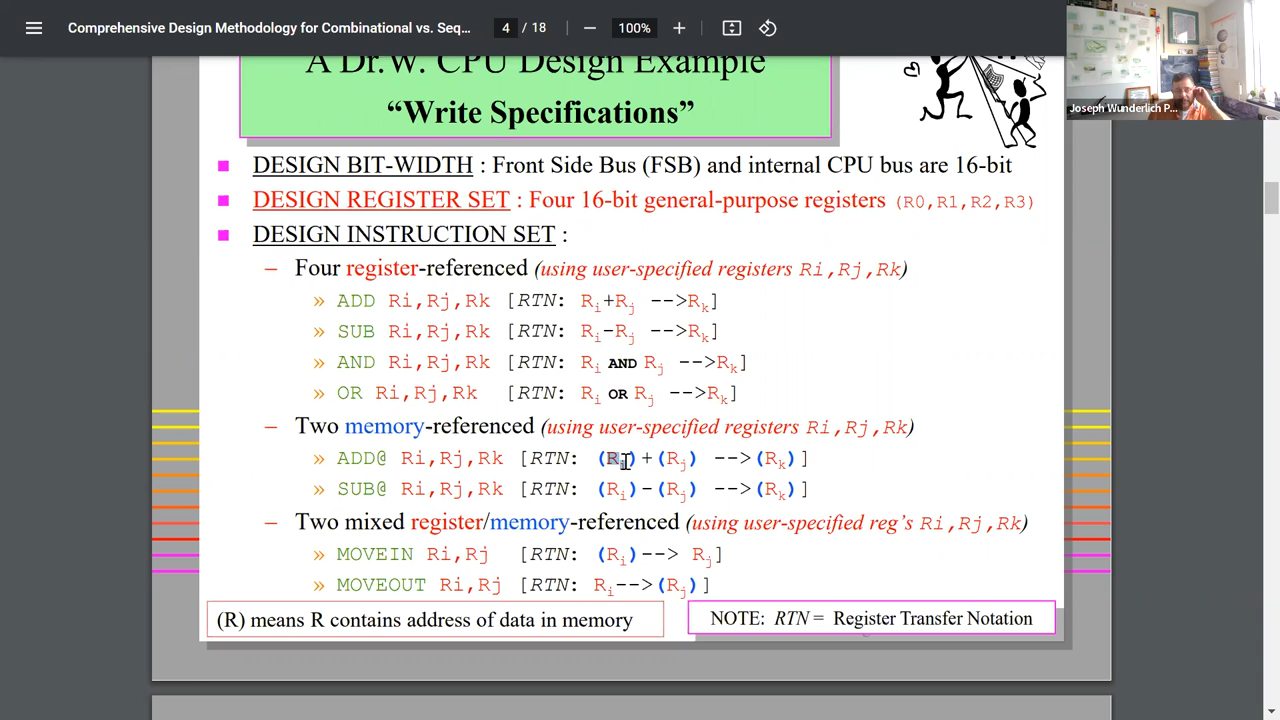 Comprehensive Design Methodology for Combinational vs. Seq...
4 / 18
100%
Joseph Wunderlich P...
A Dr.W. CPU Design Example
“Write Specifications”
DESIGN BIT-WIDTH : Front Side Bus (FSB) and internal CPU bus are 16-bit
DESIGN REGISTER SET : Four 16-bit general-purpose registers (R0,R1,R2,R3)
DESIGN INSTRUCTION SET :
– Four register-referenced (using user-specified registers Ri,Rj,Rk)
» ADD Ri,Rj,Rk [RTN: Ri+Rj -->Rk]
» SUB Ri,Rj,Rk [RTN: Ri-Rj -->Rk]
» AND Ri,Rj,Rk [RTN: Ri AND Rj -->Rk]
» OR Ri,Rj,Rk [RTN: Ri OR Rj -->Rk]
– Two memory-referenced (using user-specified registers Ri,Rj,Rk)
» ADD@ Ri,Rj,Rk [RTN: (Ri)+(Rj) -->(Rk)]
» SUB@ Ri,Rj,Rk [RTN: (Ri)-(Rj) -->(Rk)]
– Two mixed register/memory-referenced (using user-specified reg’s Ri,Rj,Rk)
» MOVEIN Ri,Rj [RTN: (Ri)--> Rj]
» MOVEOUT Ri,Rj [RTN: Ri-->(Rj)]
(R) means R contains address of data in memory
NOTE: RTN = Register Transfer Notation